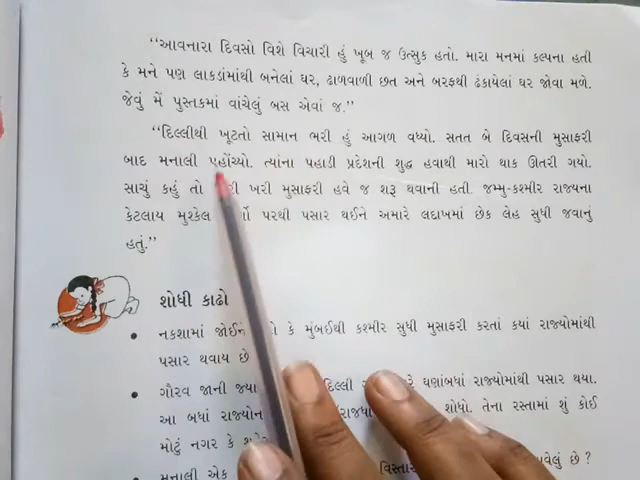 “આવનારા દિવસો વિશે વિચારી હું ખૂબ જ ઉત્સુક હતો. મારા મનમાં કલ્પના હતી
કે મને પણ લાકડાંમાંથી બનેલાં ઘર, ઢાળવાળી છત અને બરફથી ઢંકાયેલાં ઘર જોવા મળે.
જેવું મેં પુસ્તકમાં વાંચેલું બસ એવાં જ.”
“દિલ્લીથી ખૂટતો સામાન ભરી હું આગળ વધ્યો. સતત બે દિવસની મુસાફરી
બાદ મનાલી પહોંચ્યો. ત્યાંના પહાડી પ્રદેશની શુદ્ધ હવાથી મારો થાક ઊતરી ગયો.
સાચું કહું તો ખરી મુસાફરી હવે જ શરૂ થવાની હતી. જમ્મુ-કશ્મીર રાજ્યના
કેટલાય મુશ્કેલ પરથી પસાર થઈને અમારે લદાખમાં છેક લેહ સુધી જવાનું
હતું.”
શોધી કાઢો
• નકશામાં જોઈને કે મુંબઈથી કશ્મીર સુધી મુસાફરી કરતાં કયાં રાજ્યોમાંથી
પસાર થવાય છે
• ગૌરવ જાની જ્યા દિલ્લી ઘણાંબધાં રાજ્યોમાંથી પસાર થયા.
આ બધાં રાજ્યોન શોધો. તેના રસ્તામાં શું કોઈ
મોટું નગર કે
• મનાલી એક છે ?